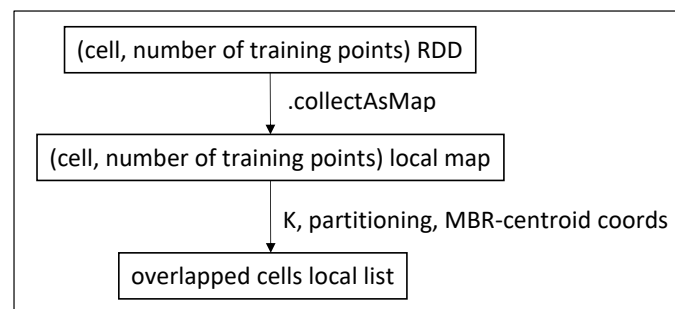 (cell, number of training points) RDD
.collectAsMap
(cell, number of training points) local map
K, partitioning, MBR-centroid coords
overlapped cells local list